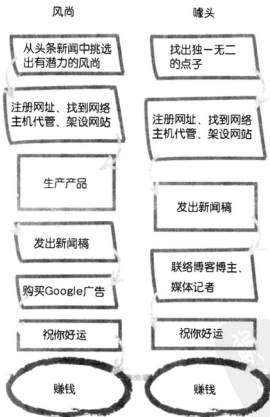 风尚
从头条新闻中挑选
出有潜力的风尚
注册网址、找到网络
主机代管、架设网站
生产产品
发出新闻稿
购买Google广告
祝你好运
赚钱
噱头
找出独一无二
的点子
注册网址、找到网络
主机代管、架设网站
发出新闻稿
联络博客博主、
媒体记者
祝你好运
赚钱